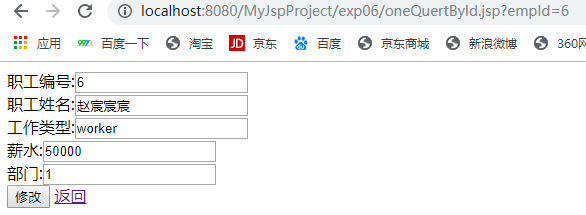 localhost:8080/MyJspProject/exp06/oneQuertById.jsp?empId=6
应用 百度一下 淘宝 JD 京东 百度 京东商城 新浪微博 360网
职工编号:6
职工姓名:赵宸宸宸
工作类型:worker
薪水:50000
部门:1
修改 返回